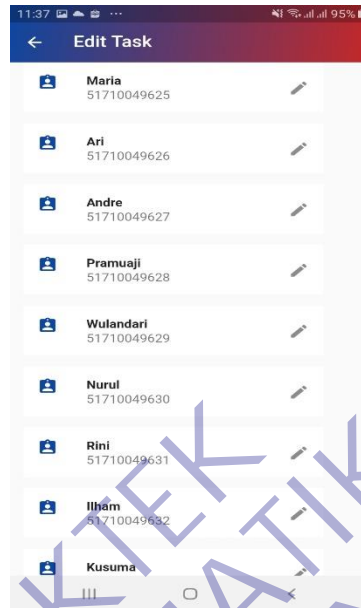 11:37 95%
Edit Task
Maria
51710049625
Ari
51710049626
Andre
51710049627
Pramuaji
51710049628
Wulandari
51710049629
Nurul
51710049630
Rini
51710049631
Ilham
51710049632
Kusuma